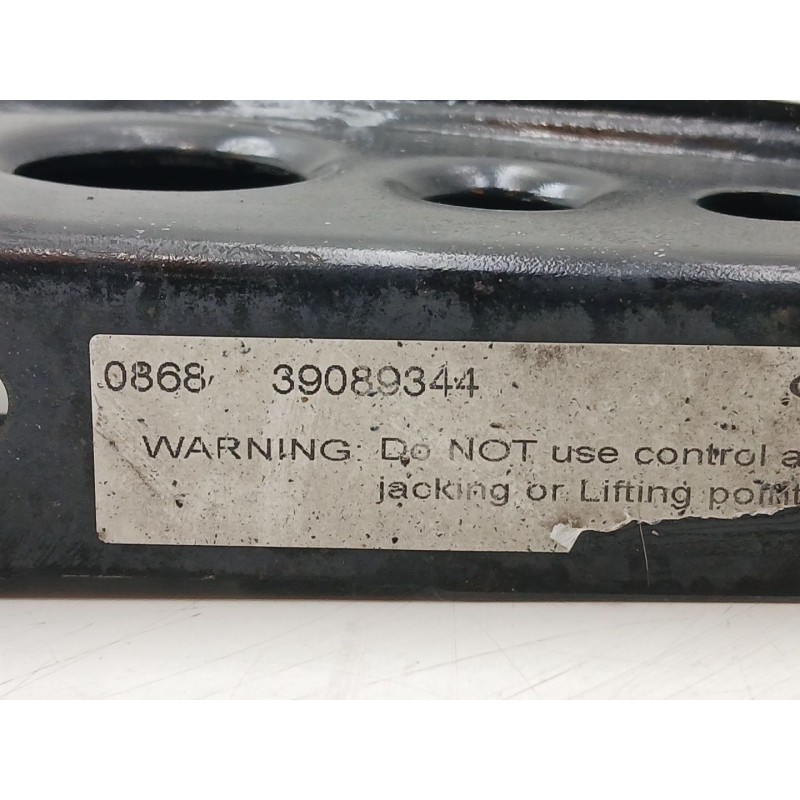 0868 39089344
WARNING: Do NOT use control
jacking or Lifting point